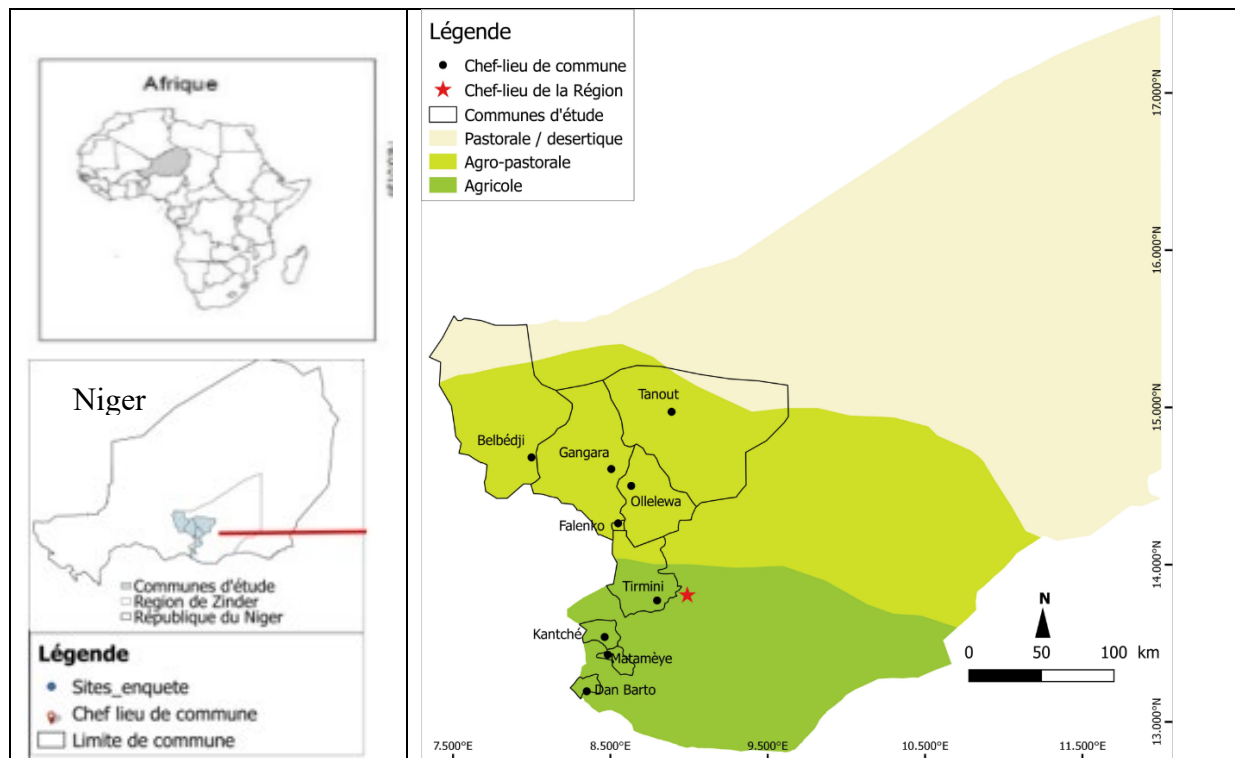 Afrique
Niger
Communes d'étude
Region de Zinder
République du Niger
Légende
Sites_enquete
Chef lieu de commune
Limite de commune
Légende
Chef-lieu de commune
Chef-lieu de la Région
Communes d'étude
Pastorale / desertique
Agro-pastorale
Agricole
17.000°N
16.000°N
15.000°N
14.000°N
13.000°N
Tanout
Belbédji
Gangara
Ollelewa
Falenko
Tirmini
Kantché
Matamèye
Dan Barto
N
0 50 100 km
7.500°E 8.500°E 9.500°E 10.500°E 11.500°E